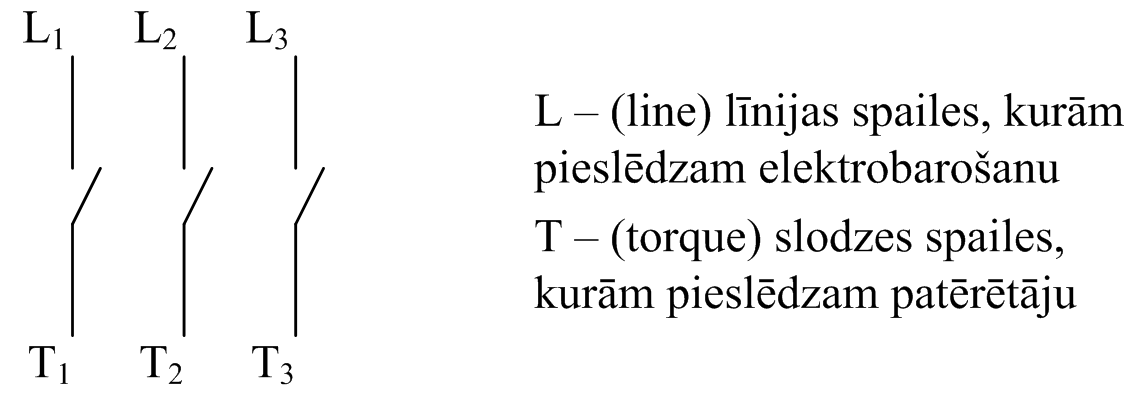 L₁ L₂ L₃
L – (line) līnijas spailes, kurām
pieslēdzam elektrobarošanu
T – (torque) slodzes spailes,
kurām pieslēdzam patērētāju
T₁ T₂ T₃